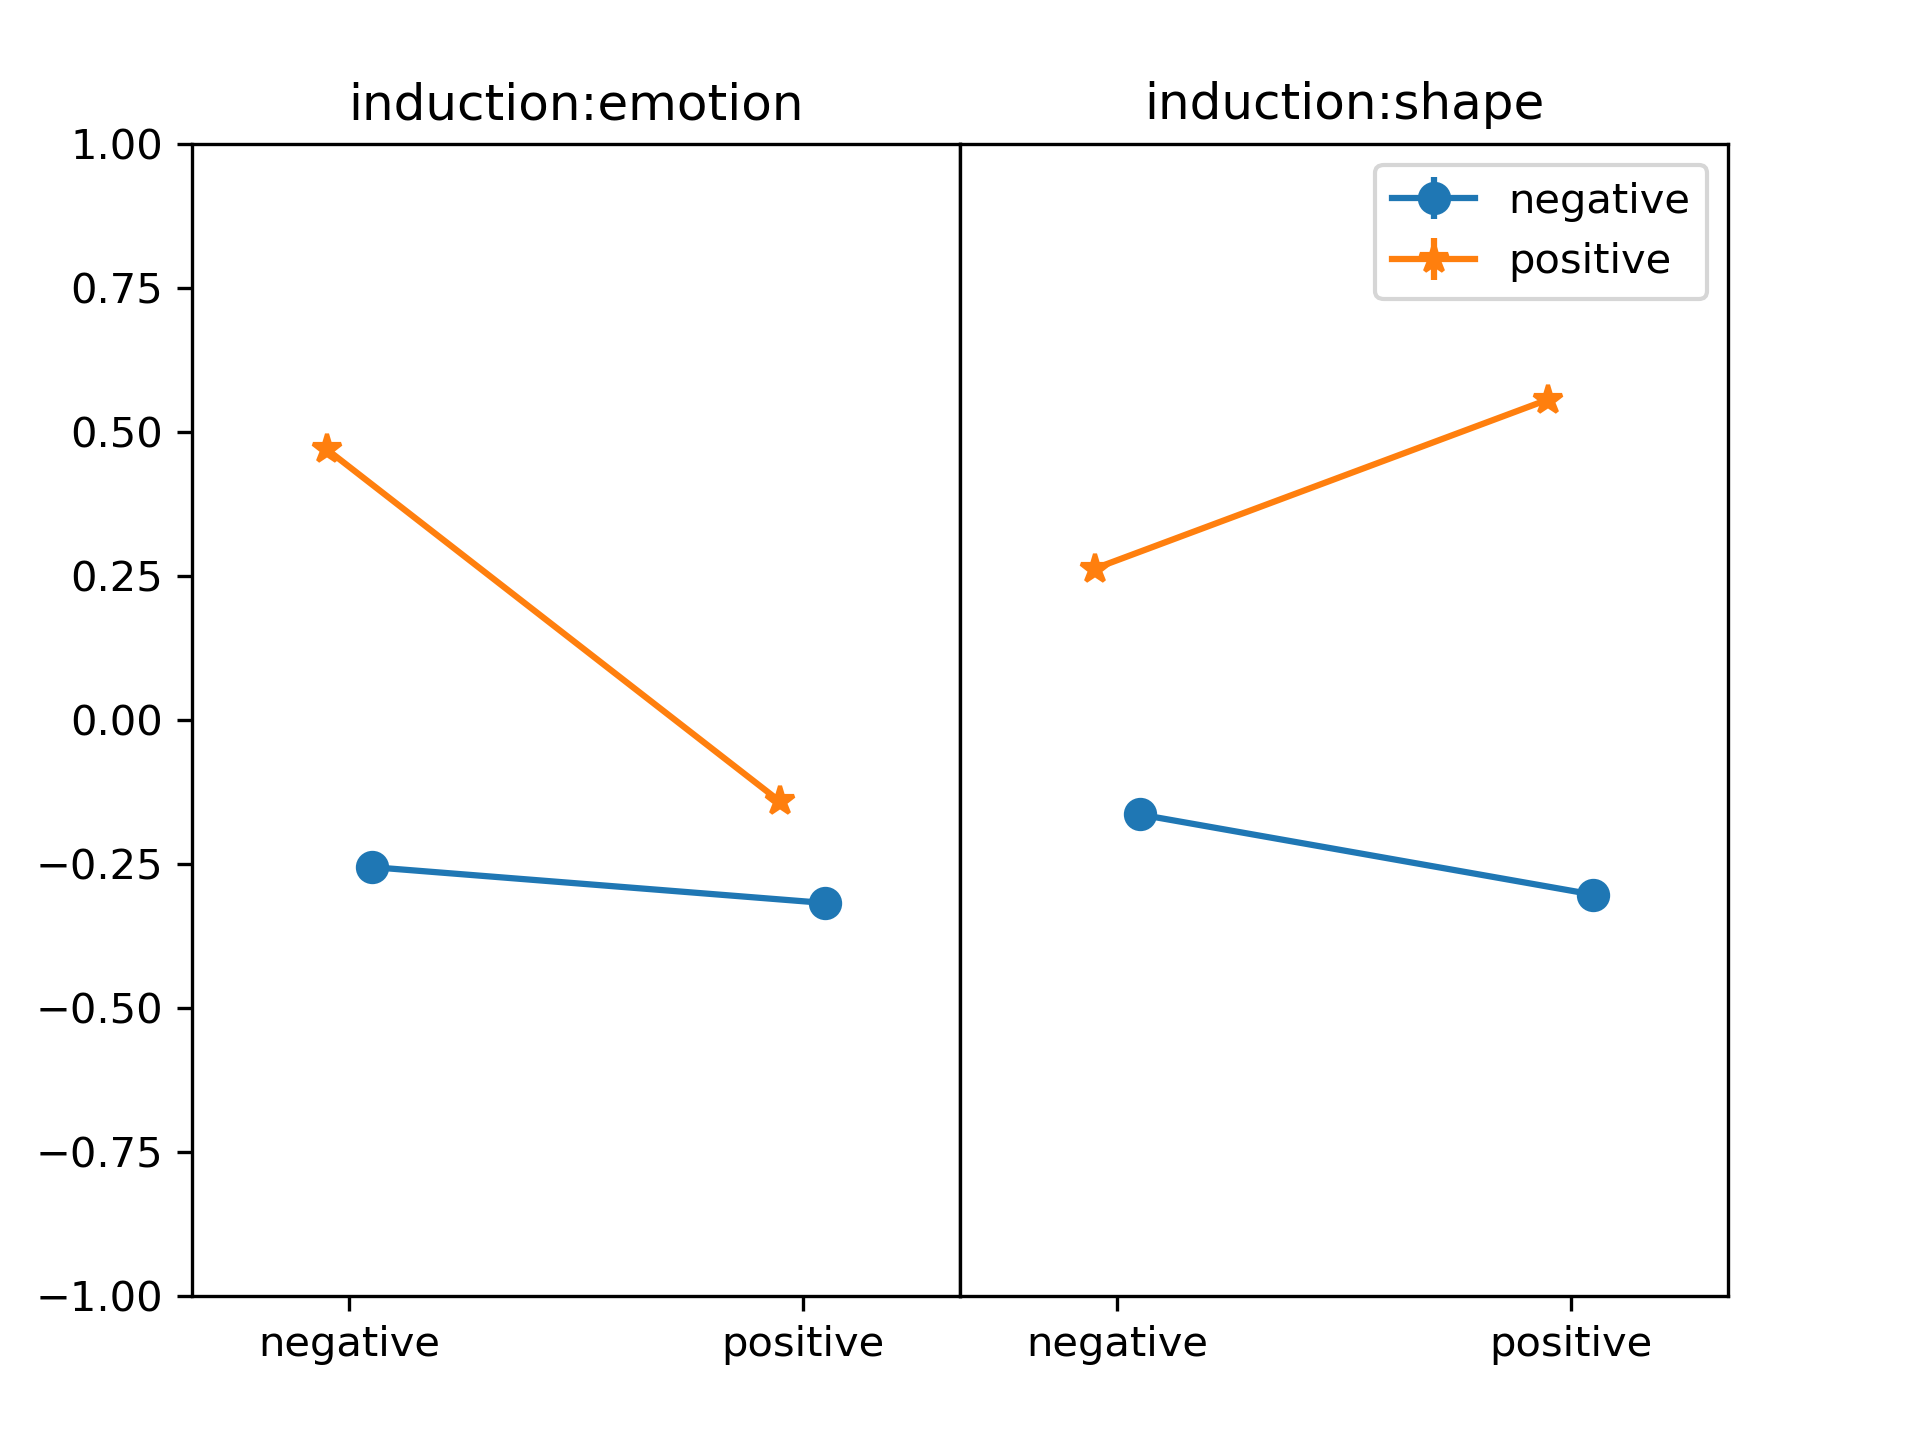 induction:emotion
induction:shape
1.00
0.75
0.50
0.25
0.00
−0.25
−0.50
−0.75
−1.00
negative
positive
negative
positive
negative
positive